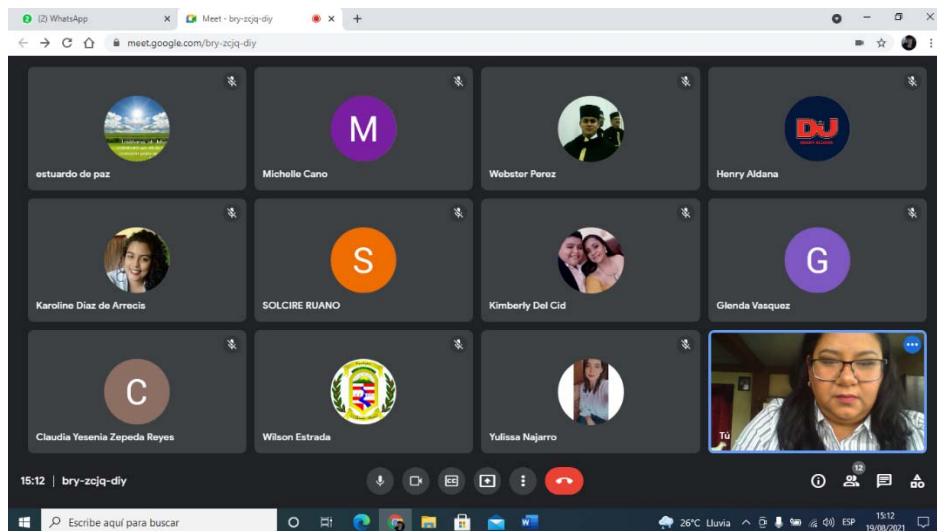 (2) WhatsApp
Meet - bry-zcjq-diy
meet.google.com/bry-zcjq-diy
estuardo de paz
M
Michelle Cano
Webster Perez
DJ
HENRY ALDANA
Henry Aldana
Karoline Diaz de Arrecis
S
SOLCIRE RUANO
Kimberly Del Cid
G
Glenda Vasquez
C
Claudia Yesenia Zepeda Reyes
Wilson Estrada
Yulissa Najarro
Tú
15:12 | bry-zcjq-diy
CC
12
Escribe aquí para buscar
26°C Lluvia
ESP
15:12
19/08/2021